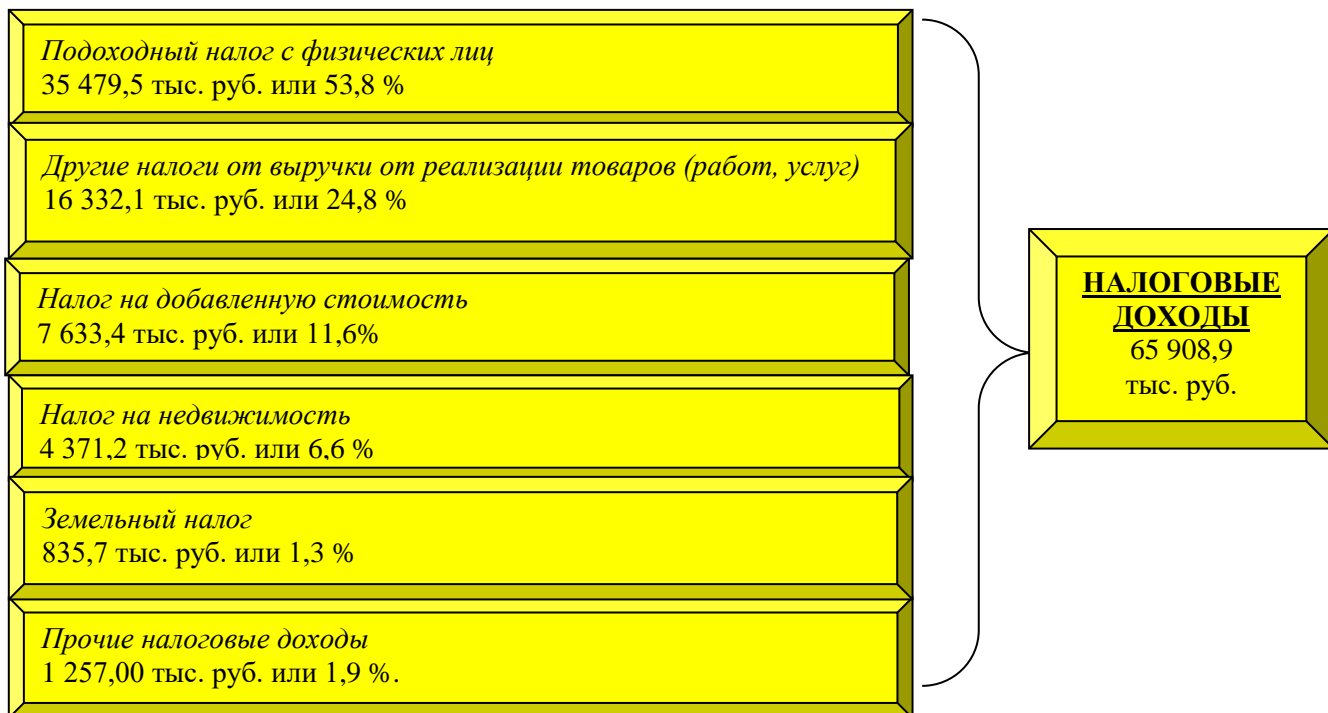 Подоходный налог с физических лиц
35 479,5 тыс. руб. или 53,8 %
Другие налоги от выручки от реализации товаров (работ, услуг)
16 332,1 тыс. руб. или 24,8 %
Налог на добавленную стоимость
7 633,4 тыс. руб. или 11,6%
Налог на недвижимость
4 371,2 тыс. руб. или 6,6 %
Земельный налог
835,7 тыс. руб. или 1,3 %
Прочие налоговые доходы
1 257,00 тыс. руб. или 1,9 %.
НАЛОГОВЫЕ
ДОХОДЫ
65 908,9
тыс. руб.